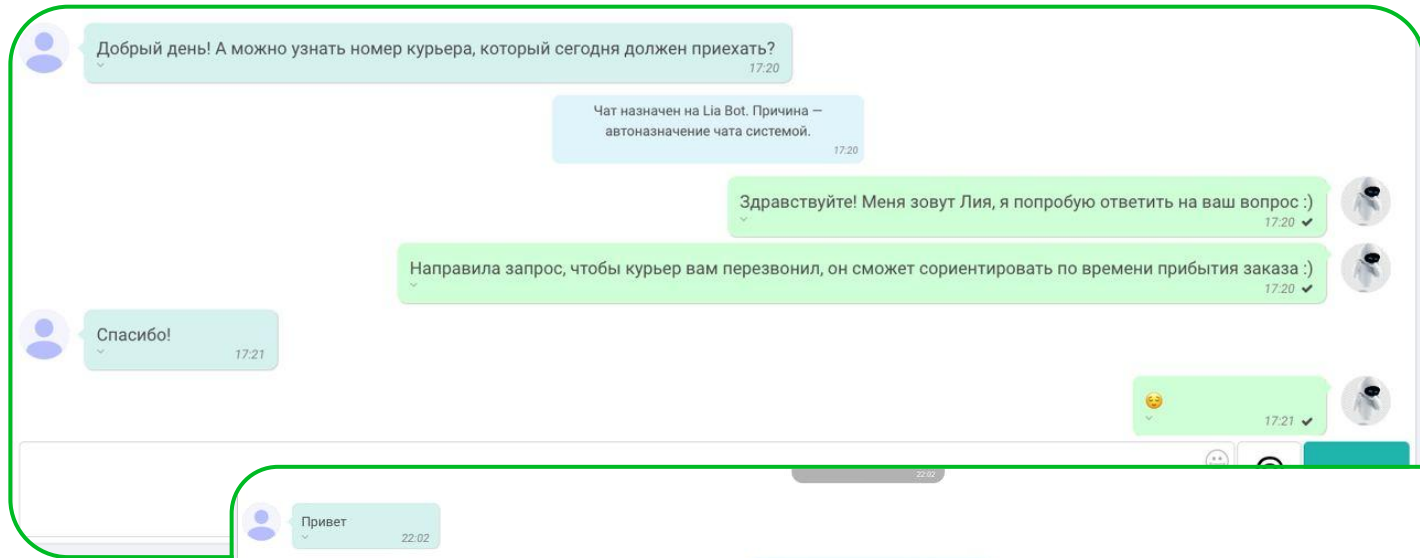 Добрый день! А можно узнать номер курьера, который сегодня должен приехать?
17:20
Чат назначен на Lia Bot. Причина —
автоназначение чата системой.
17:20
Здравствуйте! Меня зовут Лия, я попробую ответить на ваш вопрос :)
17:20
Направила запрос, чтобы курьер вам перезвонил, он сможет сориентировать по времени прибытия заказа :)
17:20
Спасибо!
17:21
17:21
22:02
Привет
22:02